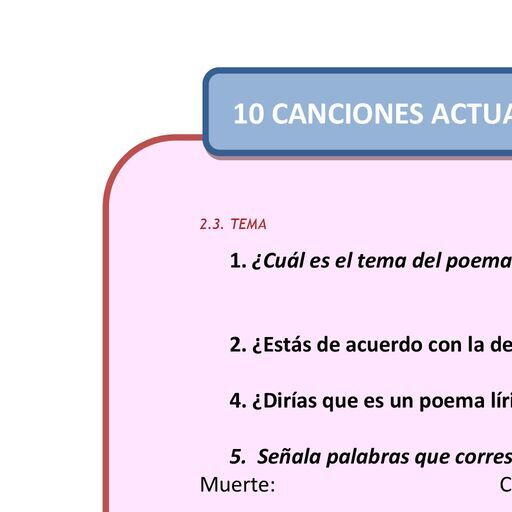 10 CANCIONES ACTUA
2.3. TEMA
1. ¿Cuál es el tema del poema
2. ¿Estás de acuerdo con la de
4. ¿Dirías que es un poema líri
5. Señala palabras que corres
Muerte: C